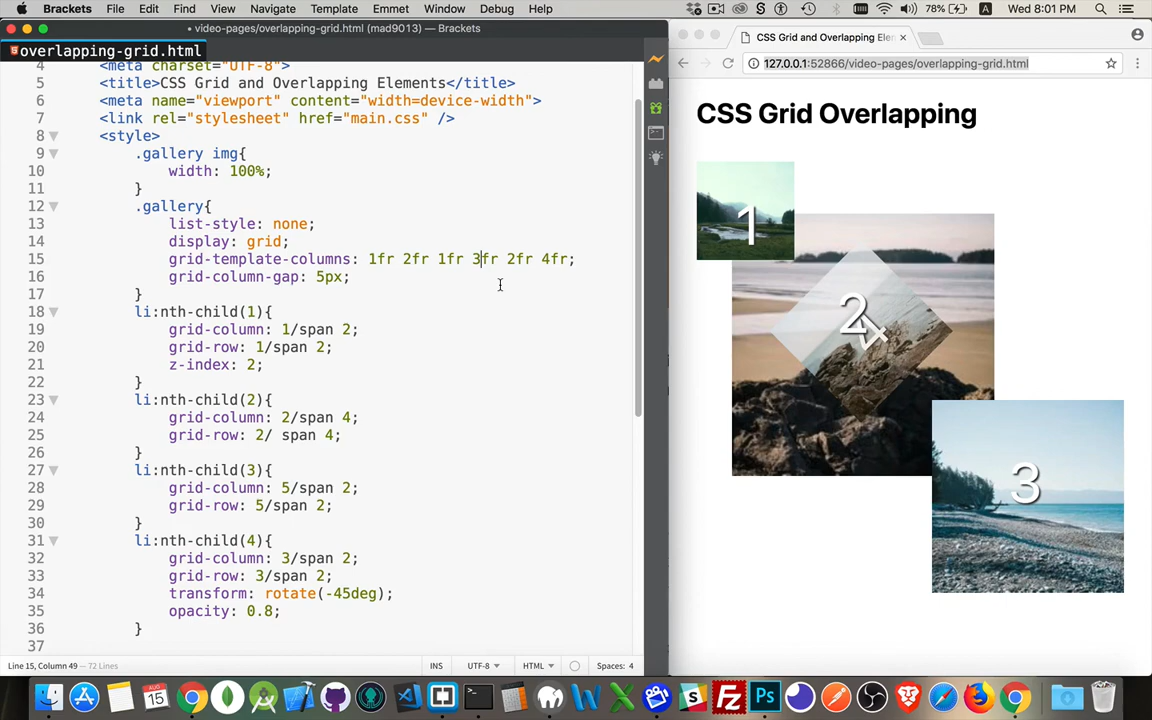 Brackets File Edit Find View Navigate Template Emmet Window Debug Help 78% Wed 8:01 PM
• video-pages/overlapping-grid.html (mad9013) — Brackets
overlapping-grid.html
4 <meta charset="UTF-8">
5 <title>CSS Grid and Overlapping Elements</title>
6 <meta name="viewport" content="width=device-width">
7 <link rel="stylesheet" href="main.css" />
8 <style>
9 .gallery img{
10 width: 100%;
11 }
12 .gallery{
13 list-style: none;
14 display: grid;
15 grid-template-columns: 1fr 2fr 1fr 3fr 2fr 4fr;
16 grid-column-gap: 5px;
17 }
18 li:nth-child(1){
19 grid-column: 1/span 2;
20 grid-row: 1/span 2;
21 z-index: 2;
22 }
23 li:nth-child(2){
24 grid-column: 2/span 4;
25 grid-row: 2/ span 4;
26 }
27 li:nth-child(3){
28 grid-column: 5/span 2;
29 grid-row: 5/span 2;
30 }
31 li:nth-child(4){
32 grid-column: 3/span 2;
33 grid-row: 3/span 2;
34 transform: rotate(-45deg);
35 opacity: 0.8;
36 }
37
Line 15, Column 49 — 72 Lines INS UTF-8 HTML Spaces: 4
CSS Grid and Overlapping Elem
127.0.0.1:52866/video-pages/overlapping-grid.html
CSS Grid Overlapping
1
2
4
3
AUG
15